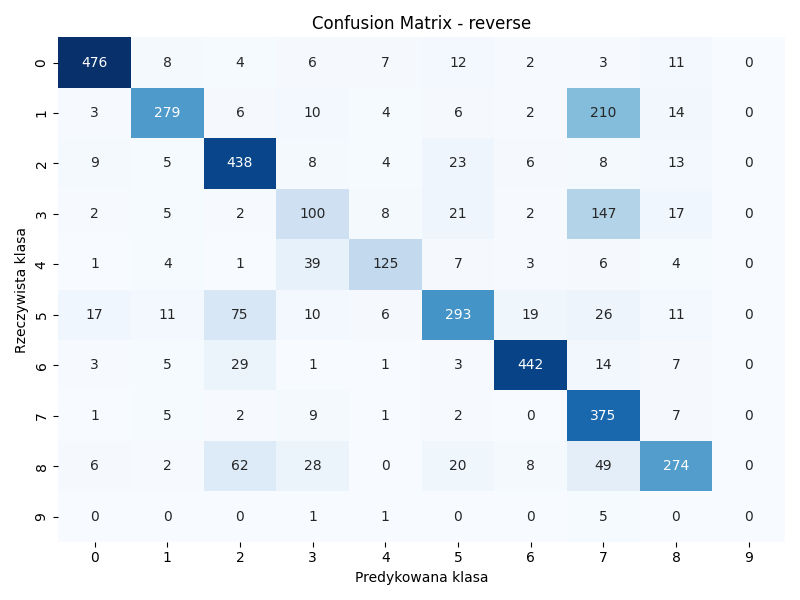 Confusion Matrix - reverse
Rzeczywista klasa
0 476 8 4 6 7 12 2 3 11 0
1 3 279 6 10 4 6 2 210 14 0
2 9 5 438 8 4 23 6 8 13 0
3 2 5 2 100 8 21 2 147 17 0
4 1 4 1 39 125 7 3 6 4 0
5 17 11 75 10 6 293 19 26 11 0
6 3 5 29 1 1 3 442 14 7 0
7 1 5 2 9 1 2 0 375 7 0
8 6 2 62 28 0 20 8 49 274 0
9 0 0 0 1 1 0 0 5 0 0
0 1 2 3 4 5 6 7 8 9
Predykowana klasa